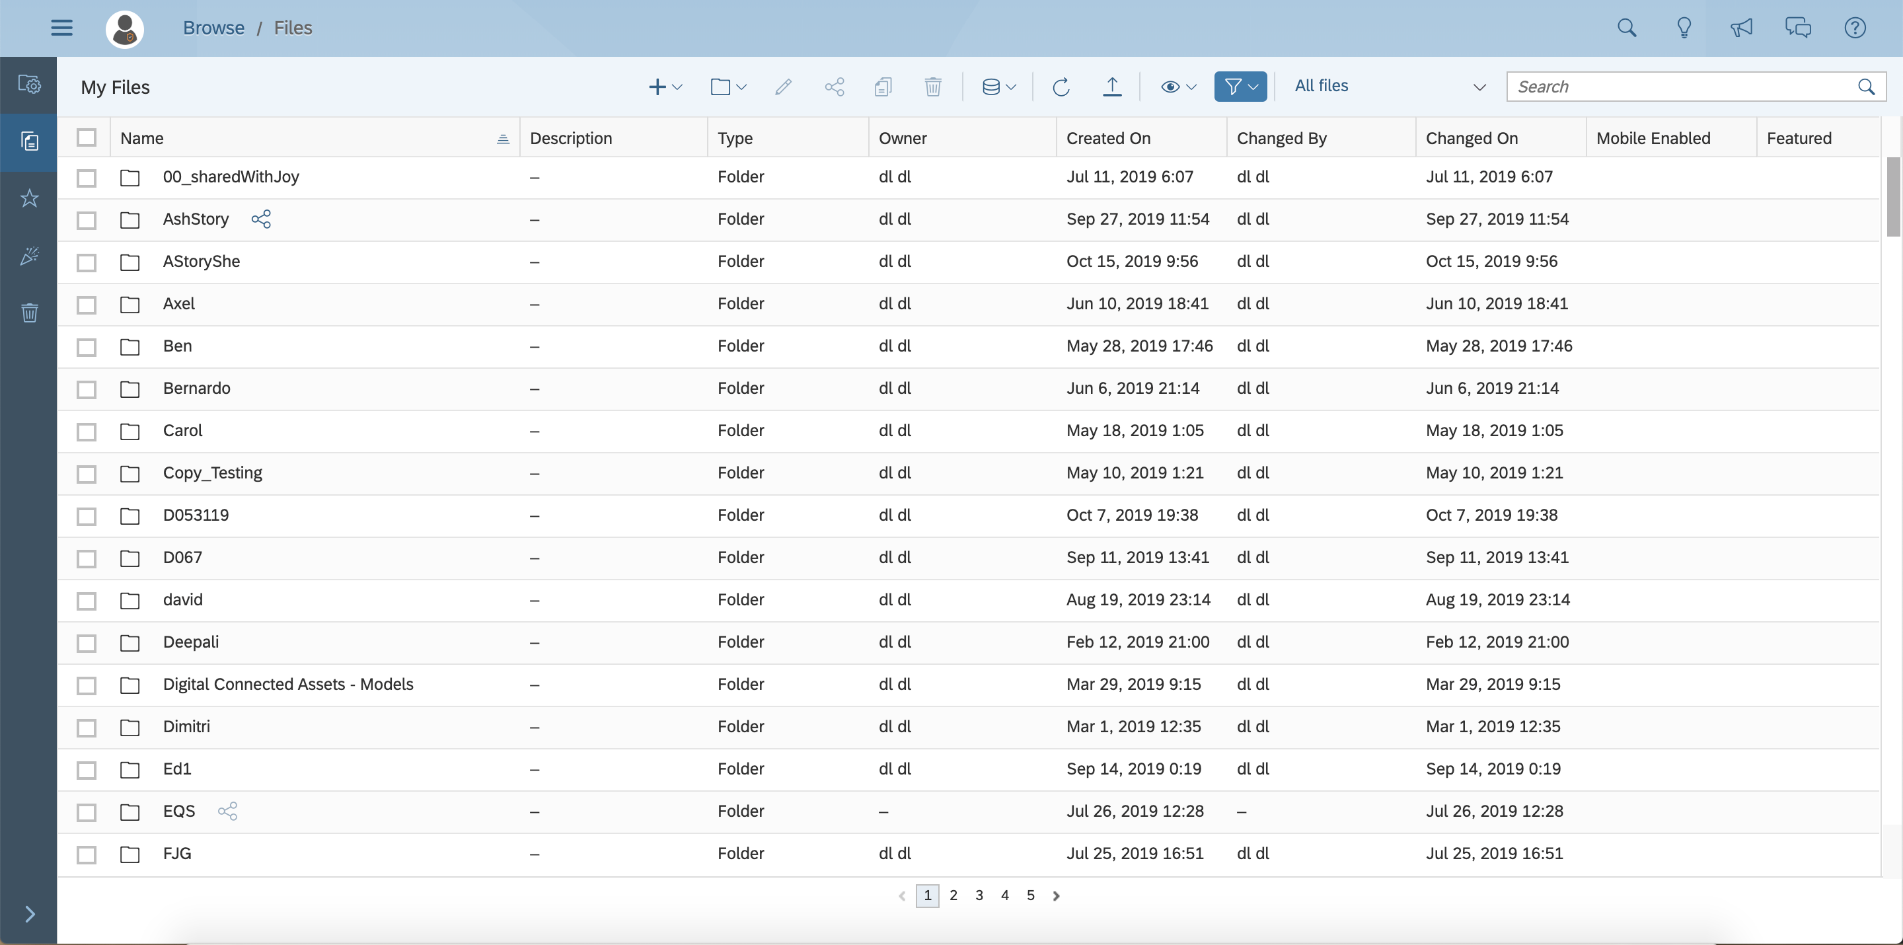 Browse / Files
My Files All files Search
Name Description Type Owner Created On Changed By Changed On Mobile Enabled Featured
00_sharedWithJoy – Folder dl dl Jul 11, 2019 6:07 dl dl Jul 11, 2019 6:07
AshStory – Folder dl dl Sep 27, 2019 11:54 dl dl Sep 27, 2019 11:54
AStoryShe – Folder dl dl Oct 15, 2019 9:56 dl dl Oct 15, 2019 9:56
Axel – Folder dl dl Jun 10, 2019 18:41 dl dl Jun 10, 2019 18:41
Ben – Folder dl dl May 28, 2019 17:46 dl dl May 28, 2019 17:46
Bernardo – Folder dl dl Jun 6, 2019 21:14 dl dl Jun 6, 2019 21:14
Carol – Folder dl dl May 18, 2019 1:05 dl dl May 18, 2019 1:05
Copy_Testing – Folder dl dl May 10, 2019 1:21 dl dl May 10, 2019 1:21
D053119 – Folder dl dl Oct 7, 2019 19:38 dl dl Oct 7, 2019 19:38
D067 – Folder dl dl Sep 11, 2019 13:41 dl dl Sep 11, 2019 13:41
david – Folder dl dl Aug 19, 2019 23:14 dl dl Aug 19, 2019 23:14
Deepali – Folder dl dl Feb 12, 2019 21:00 dl dl Feb 12, 2019 21:00
Digital Connected Assets - Models – Folder dl dl Mar 29, 2019 9:15 dl dl Mar 29, 2019 9:15
Dimitri – Folder dl dl Mar 1, 2019 12:35 dl dl Mar 1, 2019 12:35
Ed1 – Folder dl dl Sep 14, 2019 0:19 dl dl Sep 14, 2019 0:19
EQS – Folder – Jul 26, 2019 12:28 – Jul 26, 2019 12:28
FJG – Folder dl dl Jul 25, 2019 16:51 dl dl Jul 25, 2019 16:51
1 2 3 4 5